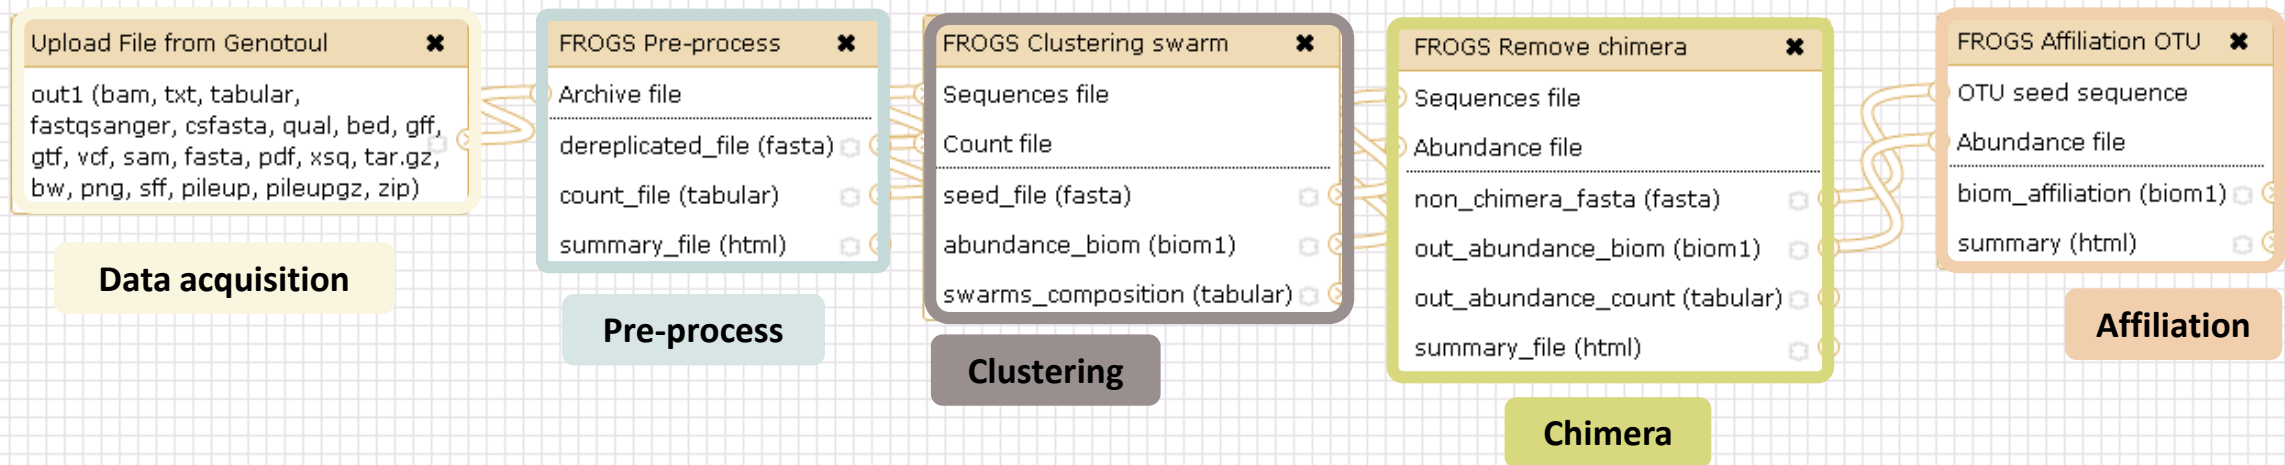 Upload File from Genotoul
out1 (bam, txt, tabular,
fastqsanger, csfasta, qual, bed, gff,
gtf, vcf, sam, fasta, pdf, xsq, tar.gz,
bw, png, sff, pileup, pileupgz, zip)
Data acquisition
FROGS Pre-process
Archive file
dereplicated_file (fasta)
count_file (tabular)
summary_file (html)
Pre-process
FROGS Clustering swarm
Sequences file
Count file
seed_file (fasta)
abundance_biom (biom1)
swarms_composition (tabular)
Clustering
FROGS Remove chimera
Sequences file
Abundance file
non_chimera_fasta (fasta)
out_abundance_biom (biom1)
out_abundance_count (tabular)
summary_file (html)
Chimera
FROGS Affiliation OTU
OTU seed sequence
Abundance file
biom_affiliation (biom1)
summary (html)
Affiliation